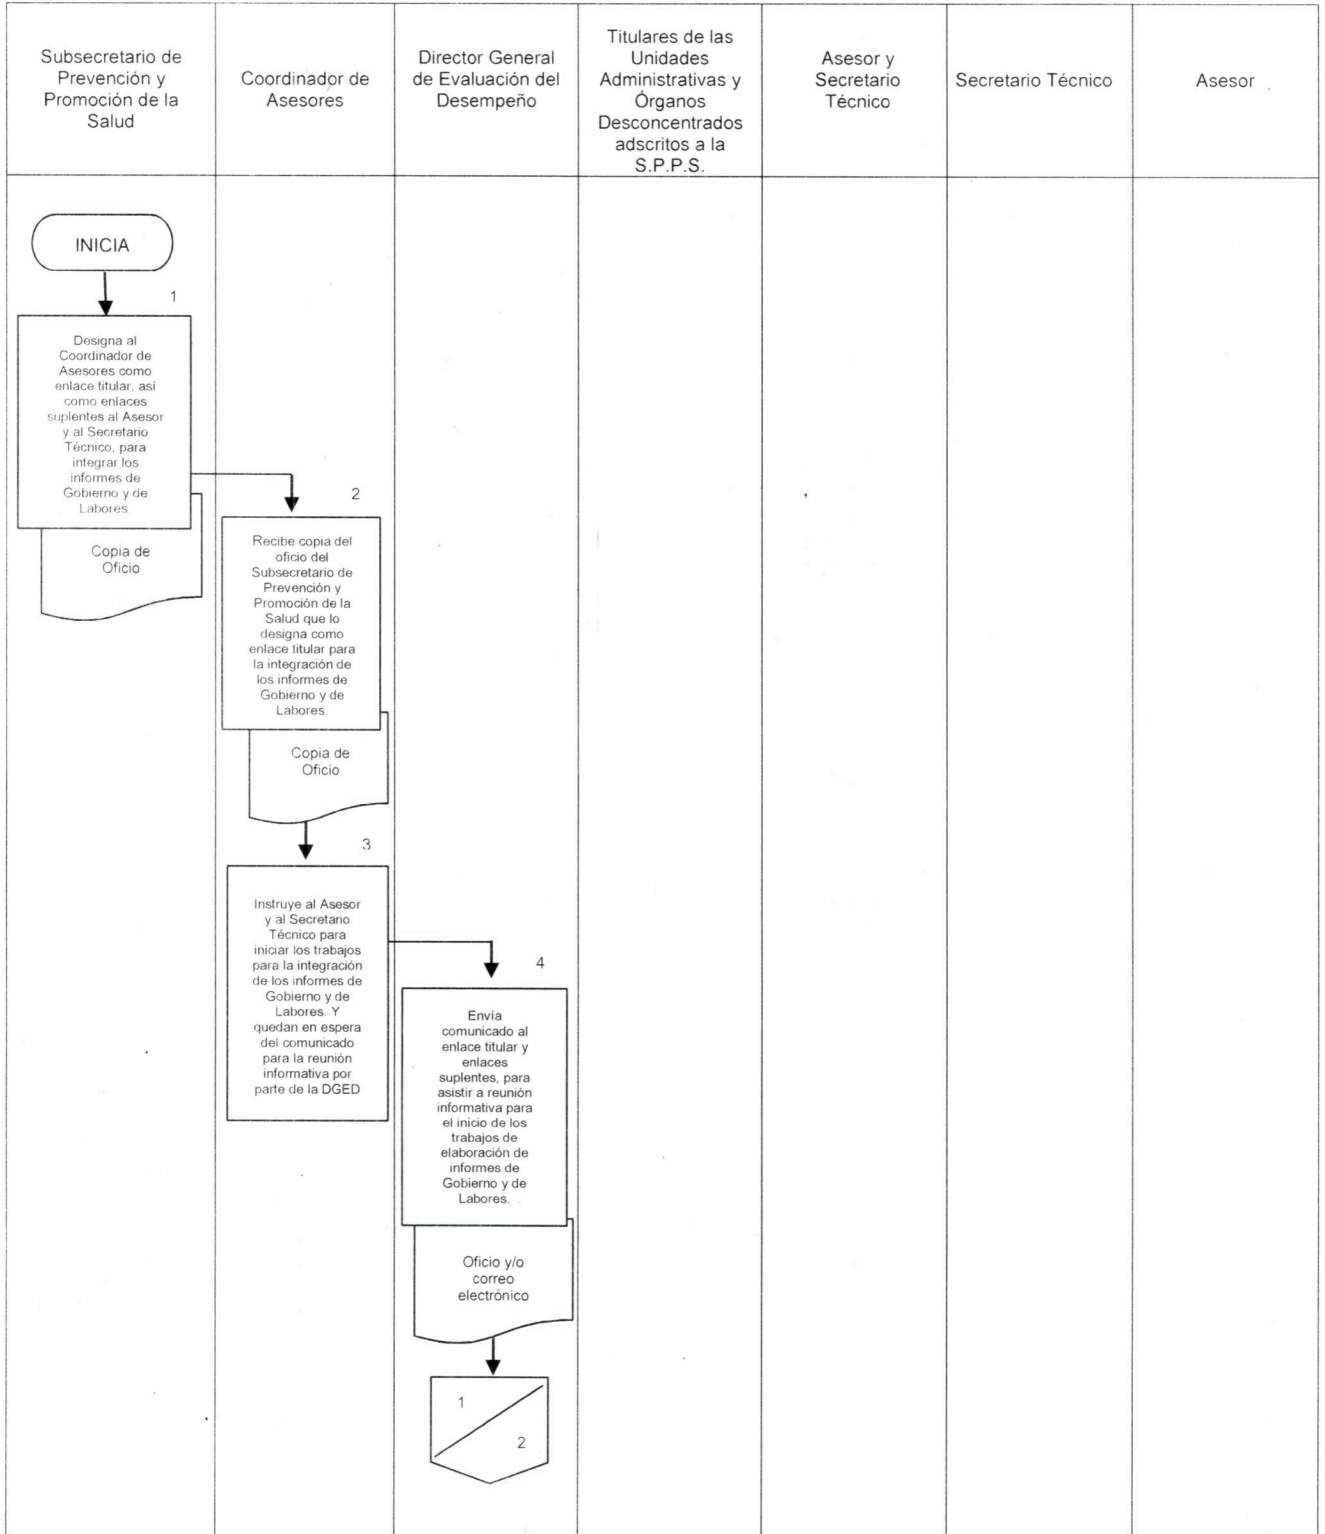 Subsecretario de
Prevención y
Promoción de la
Salud
Coordinador de
Asesores
Director General
de Evaluación del
Desempeño
Titulares de las
Unidades
Administrativas y
Órganos
Desconcentrados
adscritos a la
S.P.P.S.
Asesor y
Secretario
Técnico
Secretario Técnico
Asesor
INICIA
1
Designa al
Coordinador de
Asesores como
enlace titular, así
como enlaces
suplentes al Asesor
y al Secretario
Técnico, para
integrar los
informes de
Gobierno y de
Labores.
Copia de
Oficio
2
Recibe copia del
oficio del
Subsecretario de
Prevención y
Promoción de la
Salud que lo
designa como
enlace titular para
la integración de
los informes de
Gobierno y de
Labores.
Copia de
Oficio
3
Instruye al Asesor
y al Secretario
Técnico para
iniciar los trabajos
para la integración
de los informes de
Gobierno y de
Labores. Y
quedan en espera
del comunicado
para la reunión
informativa por
parte de la DGED
4
Envía
comunicado al
enlace titular y
enlaces
suplentes, para
asistir a reunión
informativa para
el inicio de los
trabajos de
elaboración de
informes de
Gobierno y de
Labores.
Oficio y/o
correo
electrónico
1
2